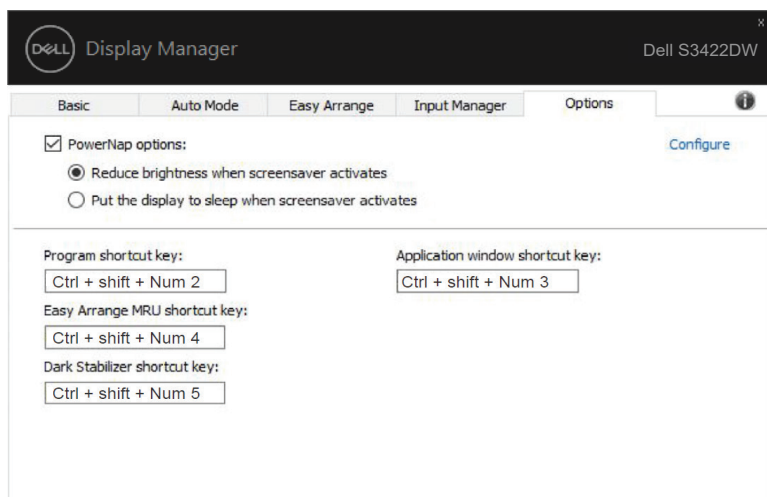 x
DELL
Display Manager
Dell S3422DW
Basic Auto Mode Easy Arrange Input Manager Options
PowerNap options:
Configure
Reduce brightness when screensaver activates
Put the display to sleep when screensaver activates
Program shortcut key:
Ctrl + shift + Num 2
Application window shortcut key:
Ctrl + shift + Num 3
Easy Arrange MRU shortcut key:
Ctrl + shift + Num 4
Dark Stabilizer shortcut key:
Ctrl + shift + Num 5